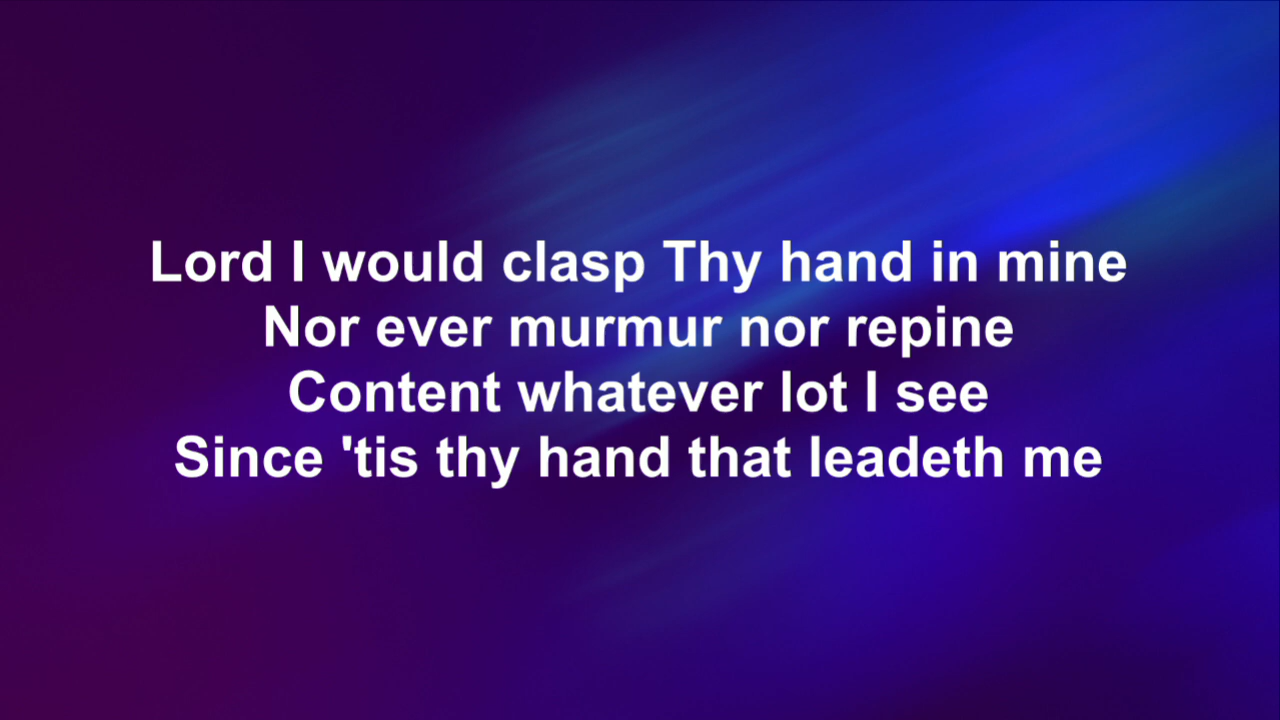 Lord I would clasp Thy hand in mine
Nor ever murmur nor repine
Content whatever lot I see
Since 'tis thy hand that leadeth me